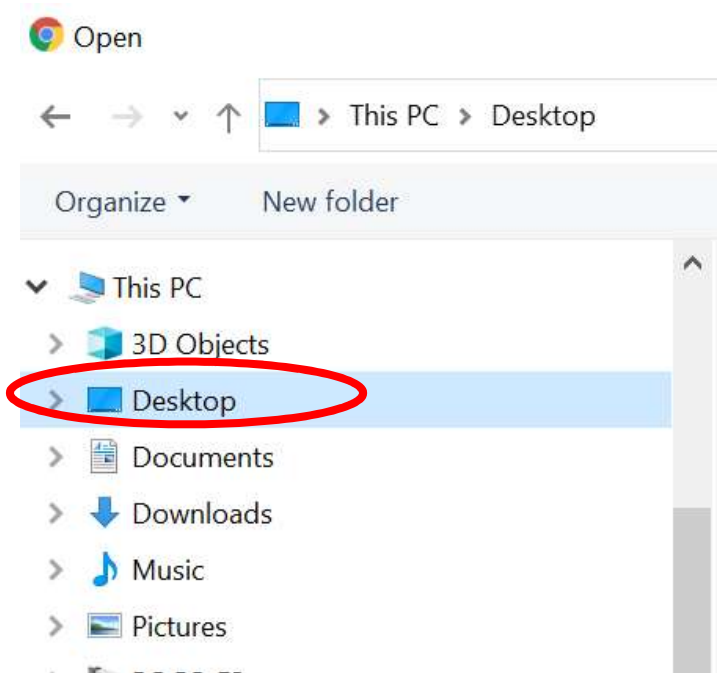 Open
This PC Desktop
Organize New folder
This PC
3D Objects
Desktop
Documents
Downloads
Music
Pictures